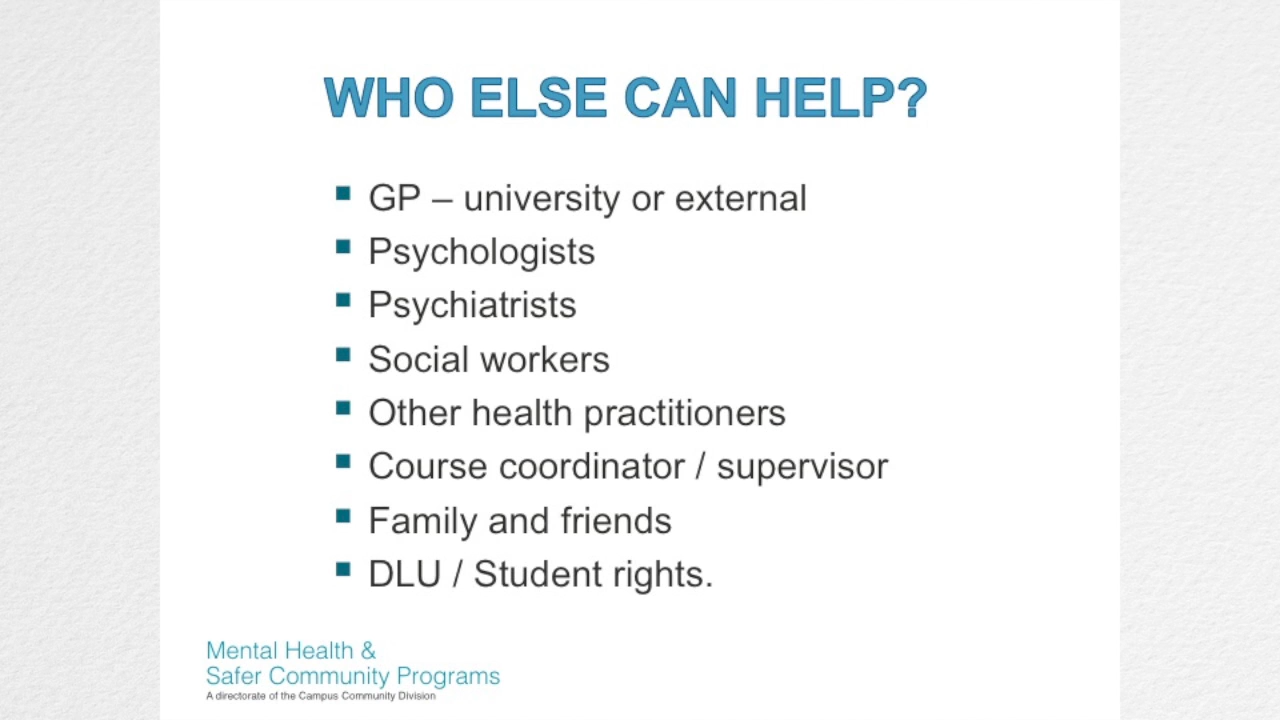 WHO ELSE CAN HELP?
GP – university or external
Psychologists
Psychiatrists
Social workers
Other health practitioners
Course coordinator / supervisor
Family and friends
DLU / Student rights.
Mental Health &
Safer Community Programs
A directorate of the Campus Community Division